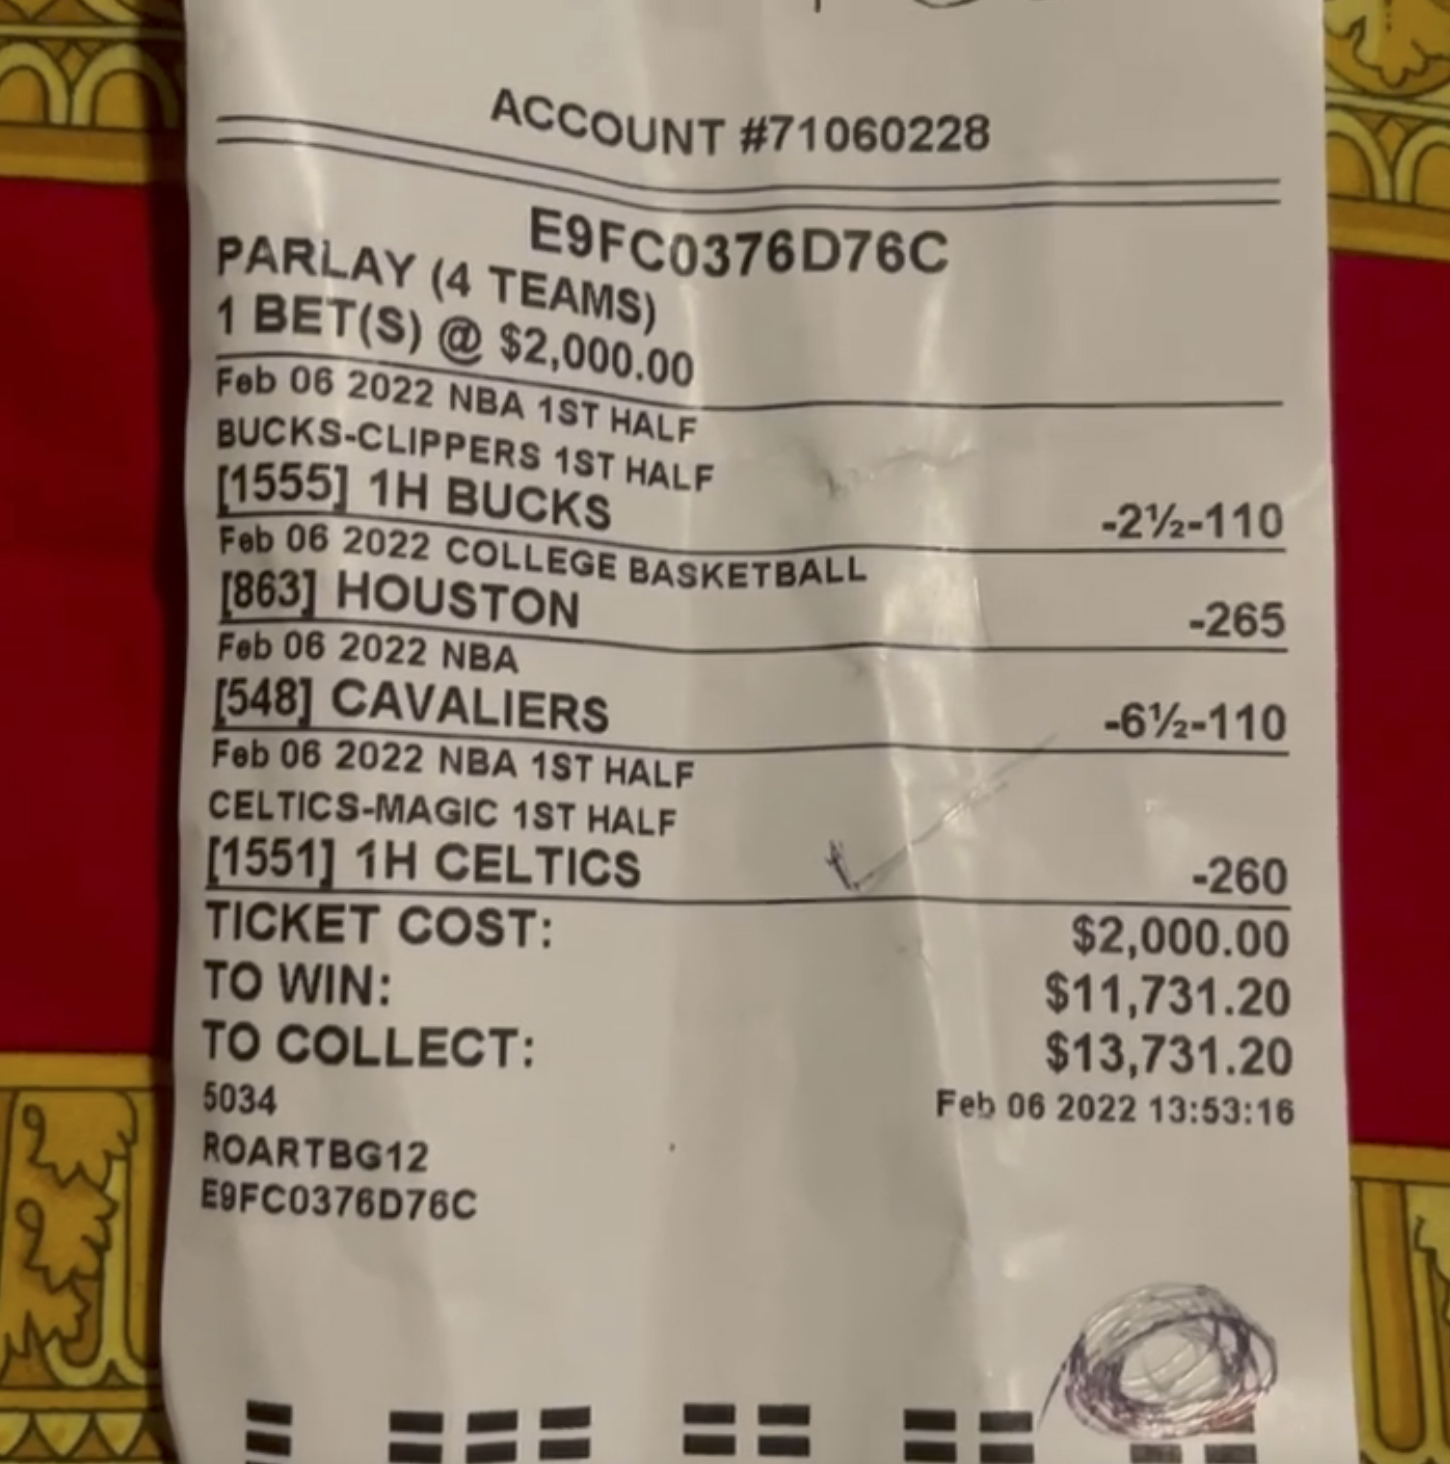 ACCOUNT #71060228
E9FC0376D76C
PARLAY (4 TEAMS)
1 BET(S) @ $2,000.00
Feb 06 2022 NBA 1ST HALF
BUCKS-CLIPPERS 1ST HALF
[1555] 1H BUCKS -2½-110
Feb 06 2022 COLLEGE BASKETBALL
[863] HOUSTON -265
Feb 06 2022 NBA
[548] CAVALIERS -6½-110
Feb 06 2022 NBA 1ST HALF
CELTICS-MAGIC 1ST HALF
[1551] 1H CELTICS -260
TICKET COST: $2,000.00
TO WIN: $11,731.20
TO COLLECT: $13,731.20
5034 Feb 06 2022 13:53:16
ROARTBG12
E9FC0376D76C